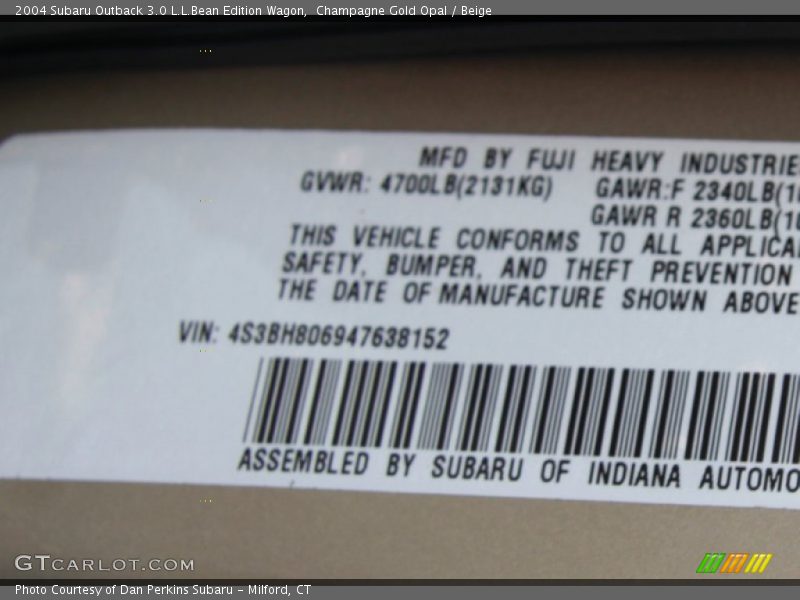 2004 Subaru Outback 3.0 L.L.Bean Edition Wagon, Champagne Gold Opal / Beige
MFD BY FUJI HEAVY INDUSTRIE
GVWR: 4700LB(2131KG) GAWR:F 2340LB(1
GAWR R 2360LB(10
THIS VEHICLE CONFORMS TO ALL APPLICA
SAFETY, BUMPER, AND THEFT PREVENTION
THE DATE OF MANUFACTURE SHOWN ABOVE
VIN: 4S3BH806947638152
ASSEMBLED BY SUBARU OF INDIANA AUTOMO
GTCARLOT.COM
Photo Courtesy of Dan Perkins Subaru - Milford, CT